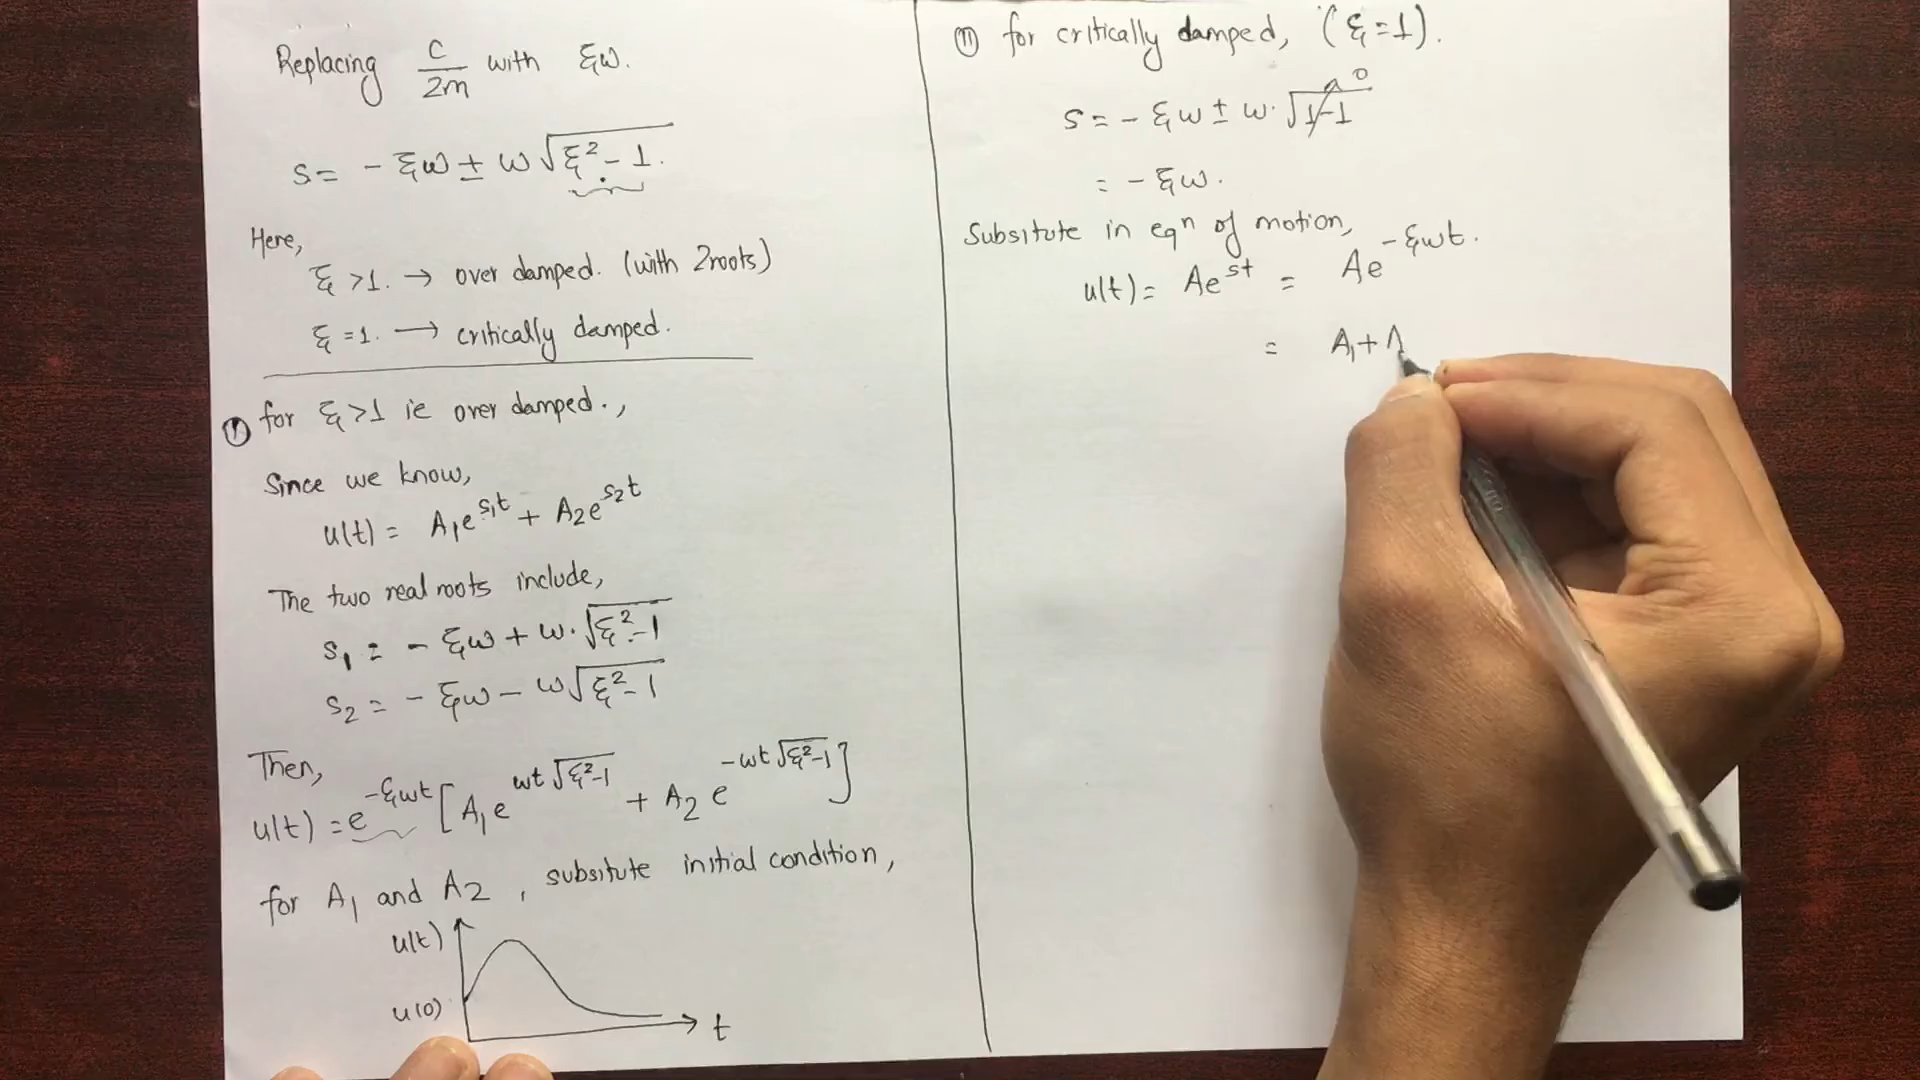 Replacing c/2m with ξω.
s = - ξω ± ω√ξ² - 1.
Here,
ξ >1. → over damped. (with 2roots)
ξ =1. → critically damped.
① for ξ >1 ie over damped.,
Since we know,
u(t) = A₁e^s₁t + A₂e^s₂t
The two real roots include,
s₁ = - ξω + ω.√ξ²-1
s₂ = - ξω - ω√ξ²-1
Then,
u(t) = e^-ξωt [A₁e^ωt√ξ²-1 + A₂e^-ωt√ξ²-1]
for A₁ and A2, subsitute initial condition,
u(t)
u(0)
t
⑪ for critically damped, (ξ=1).
s = - ξω ± ω.√1-1 0
= - ξω.
Subsitute in eqⁿ of motion,
u(t) = Ae^st = Ae^-ξωt.
= A₁+